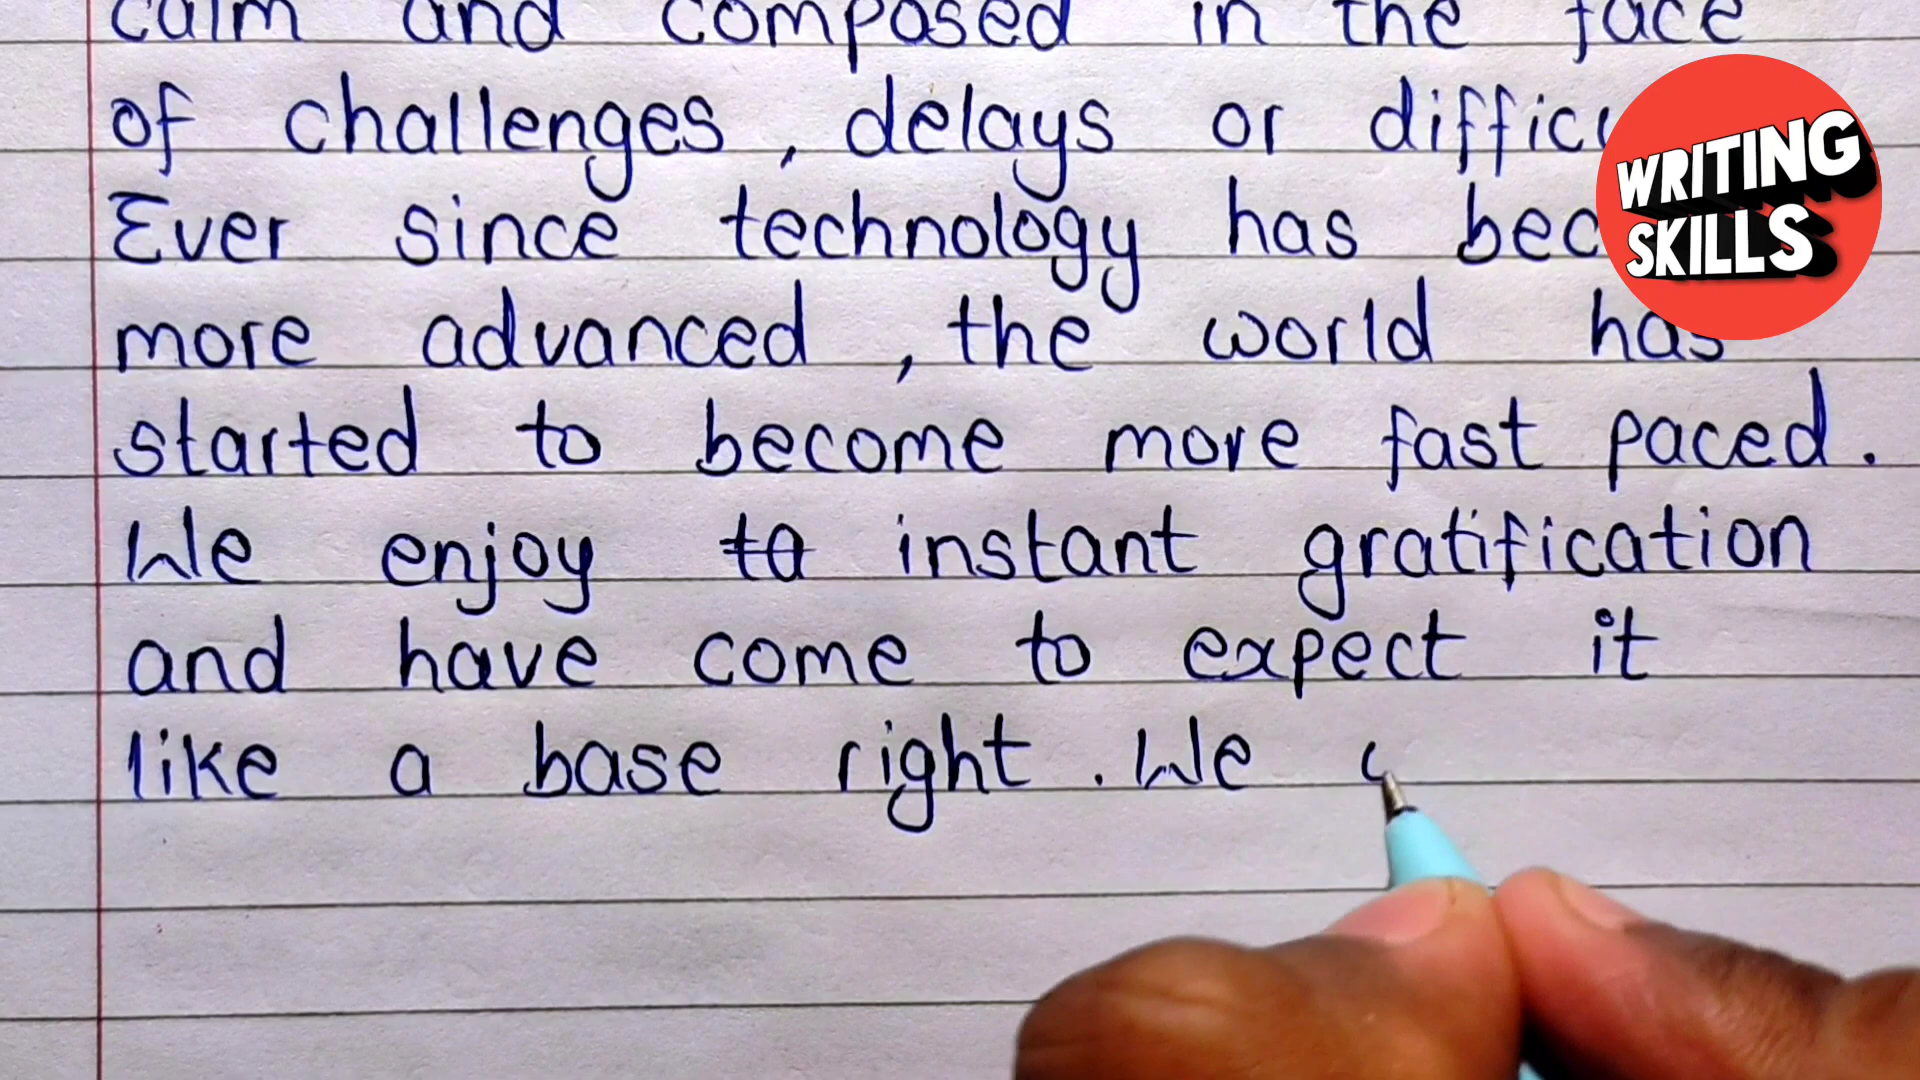 calm and composed in the face
of challenges, delays or
Ever since technology has
more advanced, the world has
started to become more fast paced.
We enjoy to instant gratification
and have come to expect it
like a base right. We
WRITING
SKILLS